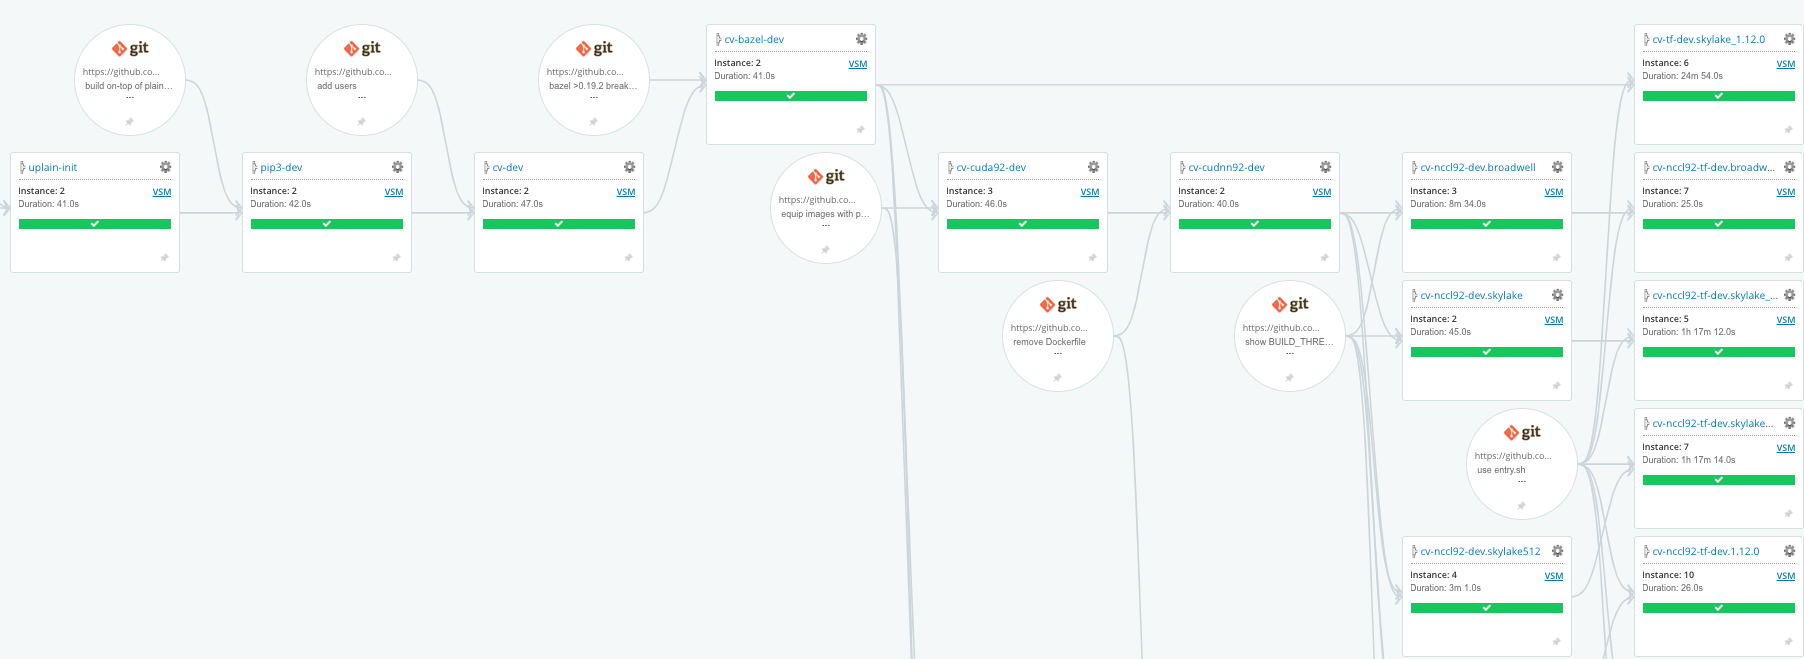 git
https://github.co...
build on-top of plain...
...
git
https://github.co...
add users
...
git
https://github.co...
bazel >0.19.2 break...
...
cv-bazel-dev
Instance: 2 VSM
Duration: 41.0s
cv-tf-dev.skylake_1.12.0
Instance: 6 VSM
Duration: 24m 54.0s
uplain-init
Instance: 2 VSM
Duration: 41.0s
pip3-dev
Instance: 2 VSM
Duration: 42.0s
cv-dev
Instance: 2 VSM
Duration: 47.0s
git
https://github.co...
equip images with p...
...
cv-cuda92-dev
Instance: 3 VSM
Duration: 46.0s
cv-cudnn92-dev
Instance: 2 VSM
Duration: 40.0s
cv-nccl92-dev.broadwell
Instance: 3 VSM
Duration: 8m 34.0s
cv-nccl92-tf-dev.broadw...
Instance: 7 VSM
Duration: 25.0s
git
https://github.co...
remove Dockerfile
...
git
https://github.co...
show BUILD_THRE...
...
cv-nccl92-dev.skylake
Instance: 2 VSM
Duration: 45.0s
cv-nccl92-tf-dev.skylake_...
Instance: 5 VSM
Duration: 1h 17m 12.0s
git
https://github.co...
use entry.sh
...
cv-nccl92-tf-dev.skylake...
Instance: 7 VSM
Duration: 1h 17m 14.0s
cv-nccl92-dev.skylake512
Instance: 4 VSM
Duration: 3m 1.0s
cv-nccl92-tf-dev.1.12.0
Instance: 10 VSM
Duration: 26.0s